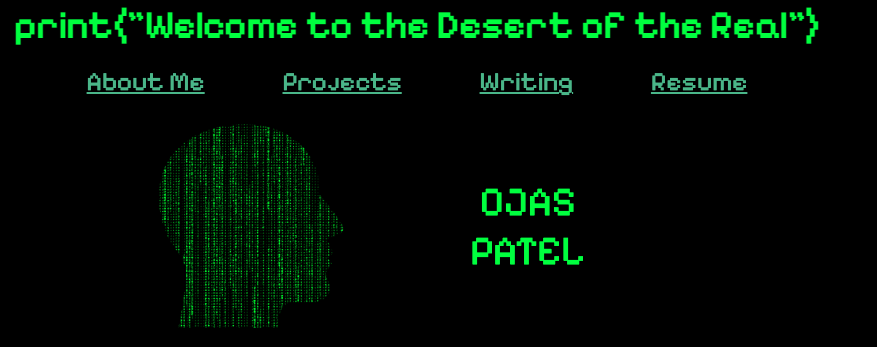 print{"Welcome to the Desert of the Real"}
About Me Projects Writing Resume
OJAS
PATEL